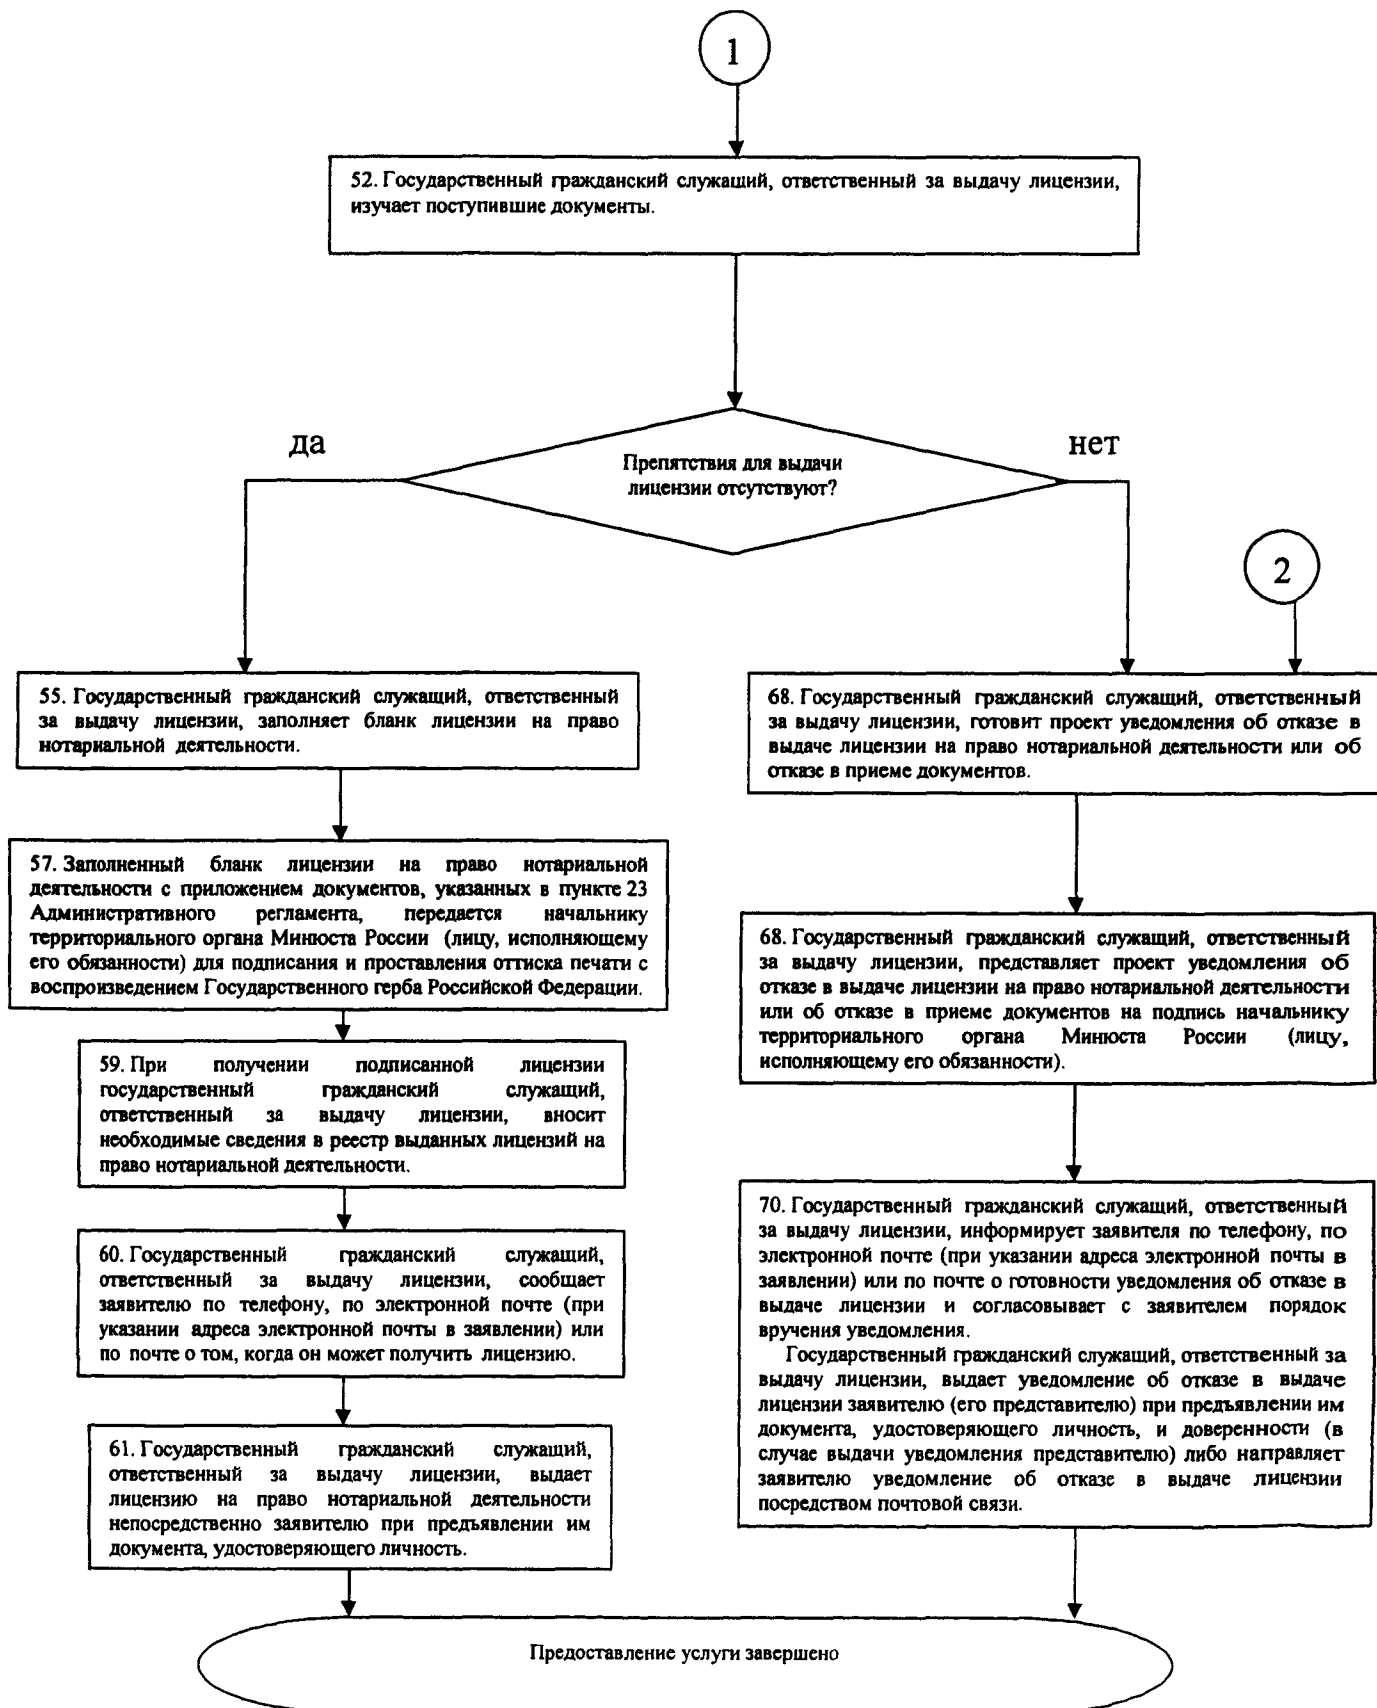 1
52. Государственный гражданский служащий, ответственный за выдачу лицензии,
изучает поступившие документы.
да
нет
Препятствия для выдачи
лицензии отсутствуют?
2
55. Государственный гражданский служащий, ответственный
за выдачу лицензии, заполняет бланк лицензии на право
нотариальной деятельности.
57. Заполненный бланк лицензии на право нотариальной
деятельности с приложением документов, указанных в пункте 23
Административного регламента, передается начальнику
территориального органа Минюста России (лицу, исполняющему
его обязанности) для подписания и проставления оттиска печати с
воспроизведением Государственного герба Российской Федерации.
59. При получении подписанной лицензии
государственный гражданский служащий,
ответственный за выдачу лицензии, вносит
необходимые сведения в реестр выданных лицензий на
право нотариальной деятельности.
60. Государственный гражданский служащий,
ответственный за выдачу лицензии, сообщает
заявителю по телефону, по электронной почте (при
указании адреса электронной почты в заявлении) или
по почте о том, когда он может получить лицензию.
61. Государственный гражданский служащий,
ответственный за выдачу лицензии, выдает
лицензию на право нотариальной деятельности
непосредственно заявителю при предъявлении им
документа, удостоверяющего личность.
68. Государственный гражданский служащий, ответственный
за выдачу лицензии, готовит проект уведомления об отказе в
выдаче лицензии на право нотариальной деятельности или об
отказе в приеме документов.
68. Государственный гражданский служащий, ответственный
за выдачу лицензии, представляет проект уведомления об
отказе в выдаче лицензии на право нотариальной деятельности
или об отказе в приеме документов на подпись начальнику
территориального органа Минюста России (лицу,
исполняющему его обязанности).
70. Государственный гражданский служащий, ответственный
за выдачу лицензии, информирует заявителя по телефону, по
электронной почте (при указании адреса электронной почты в
заявлении) или по почте о готовности уведомления об отказе в
выдаче лицензии и согласовывает с заявителем порядок
вручения уведомления.
Государственный гражданский служащий, ответственный за
выдачу лицензии, выдает уведомление об отказе в выдаче
лицензии заявителю (его представителю) при предъявлении им
документа, удостоверяющего личность, и доверенности (в
случае выдачи уведомления представителю) либо направляет
заявителю уведомление об отказе в выдаче лицензии
посредством почтовой связи.
Предоставление услуги завершено